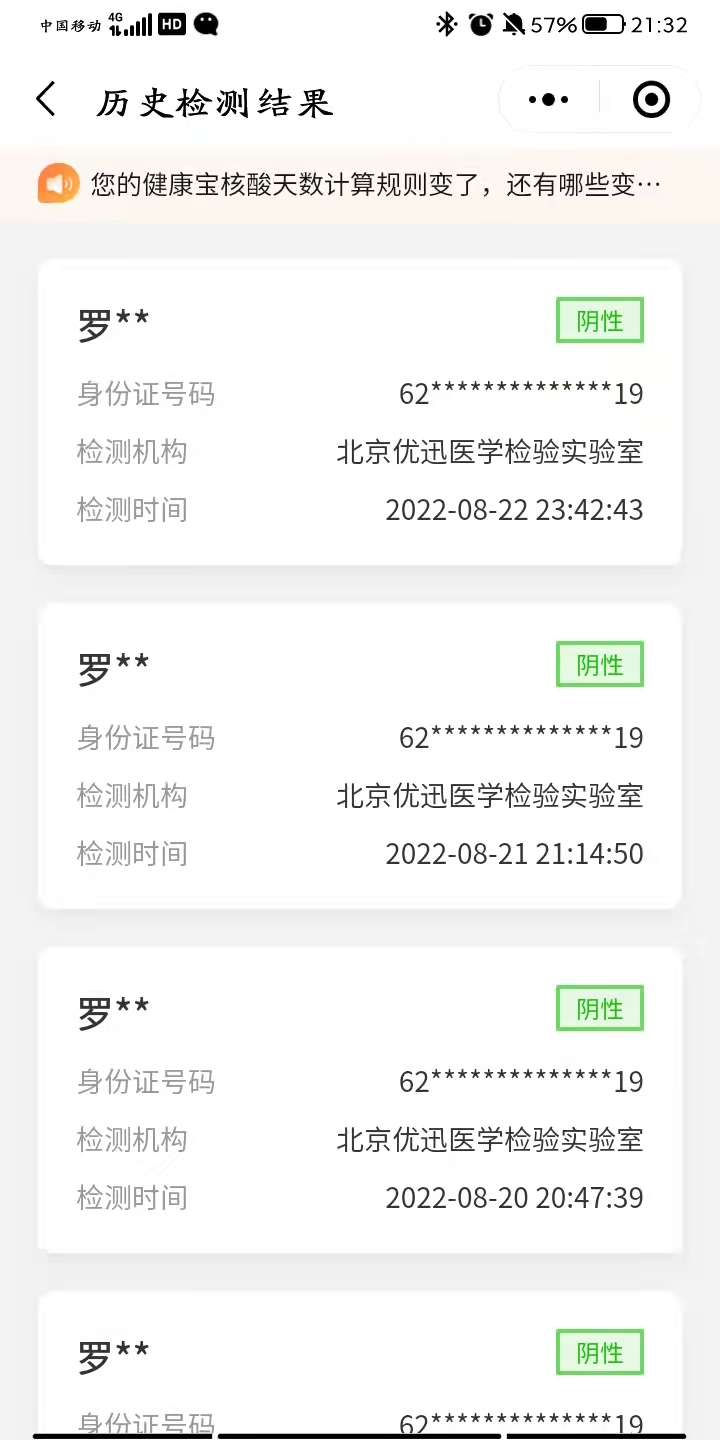 中国移动 4G HD 57% 21:32
历史检测结果
您的健康宝核酸天数计算规则变了，还有哪些变…
罗** 阴性
身份证号码 62**************19
检测机构 北京优迅医学检验实验室
检测时间 2022-08-22 23:42:43
罗** 阴性
身份证号码 62**************19
检测机构 北京优迅医学检验实验室
检测时间 2022-08-21 21:14:50
罗** 阴性
身份证号码 62**************19
检测机构 北京优迅医学检验实验室
检测时间 2022-08-20 20:47:39
罗** 阴性
身份证号码 62**************19